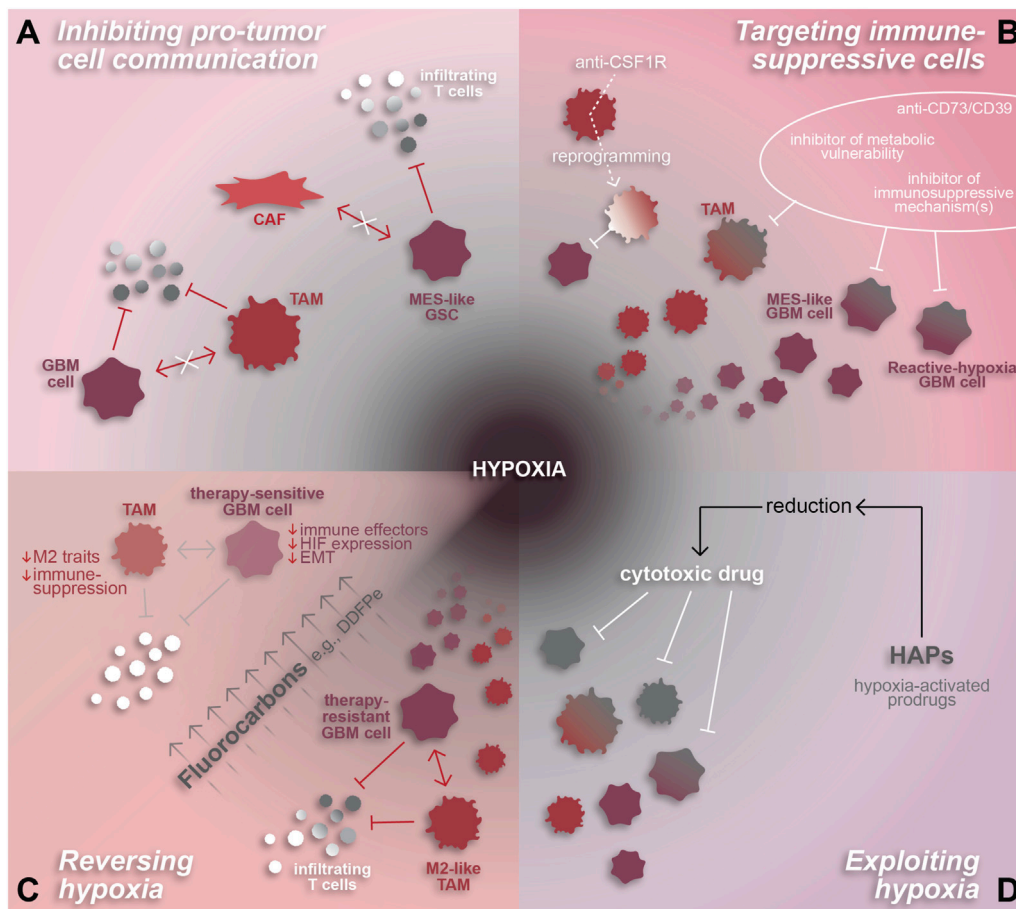 A
Inhibiting pro-tumor
cell communication
infiltrating
T cells
CAF
TAM
MES-like
GSC
GBM
cell
Targeting immune-
suppressive cells
B
anti-CSF1R
reprogramming
anti-CD73/CD39
inhibitor of metabolic
vulnerability
inhibitor of
immunosuppressive
mechanism(s)
TAM
MES-like
GBM cell
Reactive-hypoxia
GBM cell
HYPOXIA
TAM
therapy-sensitive
GBM cell
↓M2 traits
↓immune-
suppression
↓immune effectors
↓HIF expression
↓EMT
Fluorocarbons e.g., DDFPe
therapy-
resistant
GBM cell
infiltrating
T cells
M2-like
TAM
C
Reversing
hypoxia
reduction
cytotoxic drug
HAPs
hypoxia-activated
prodrugs
Exploiting
hypoxia
D